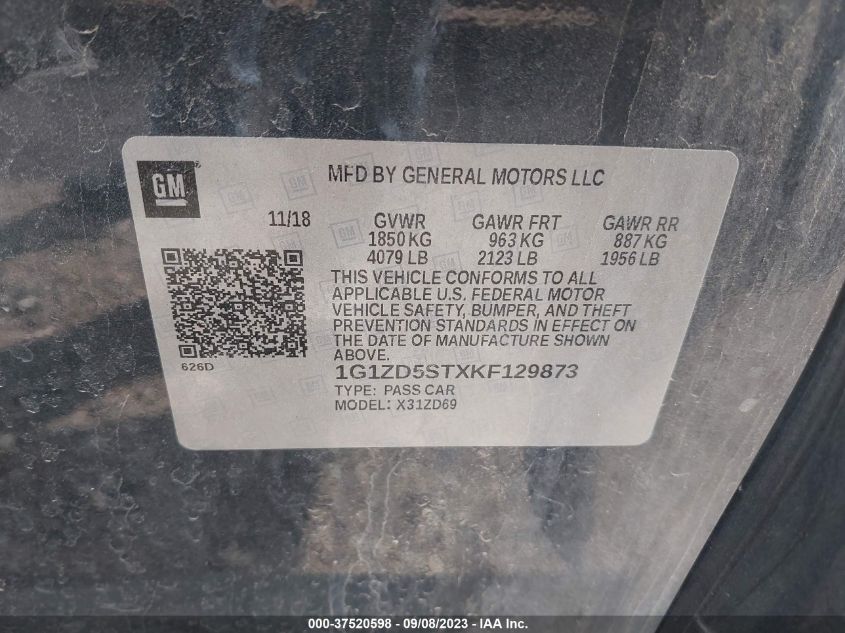 GM
MFD BY GENERAL MOTORS LLC
11/18 GVWR GAWR FRT GAWR RR
1850 KG 963 KG 887 KG
4079 LB 2123 LB 1956 LB
THIS VEHICLE CONFORMS TO ALL
APPLICABLE U.S. FEDERAL MOTOR
VEHICLE SAFETY, BUMPER, AND THEFT
PREVENTION STANDARDS IN EFFECT ON
THE DATE OF MANUFACTURE SHOWN
ABOVE.
626D
1G1ZD5STXKF129873
TYPE: PASS CAR
MODEL: X31ZD69
000-37520598 - 09/08/2023 - IAA Inc.